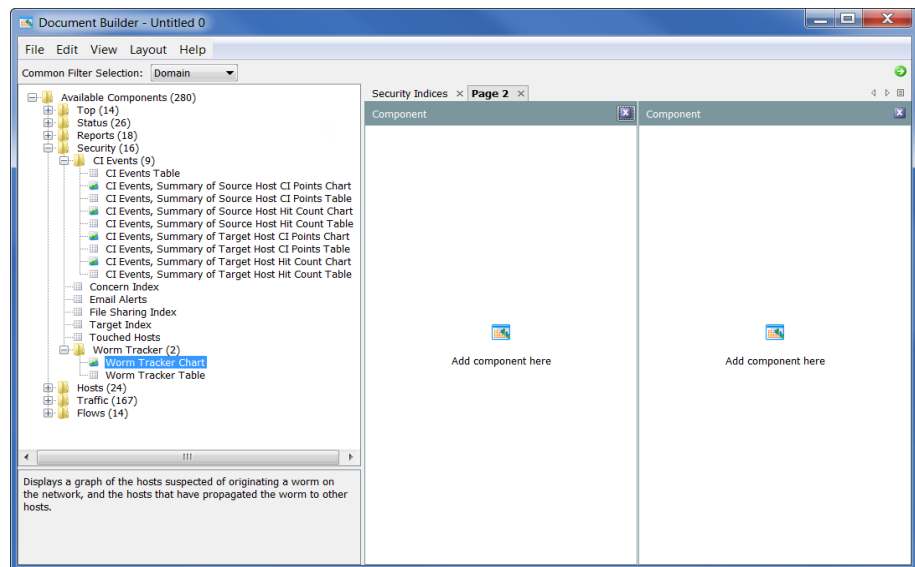 Document Builder - Untitled 0
File Edit View Layout Help
Common Filter Selection: Domain
Available Components (280)
Top (14)
Status (26)
Reports (18)
Security (16)
CI Events (9)
CI Events Table
CI Events, Summary of Source Host CI Points Chart
CI Events, Summary of Source Host CI Points Table
CI Events, Summary of Source Host Hit Count Chart
CI Events, Summary of Source Host Hit Count Table
CI Events, Summary of Target Host CI Points Chart
CI Events, Summary of Target Host CI Points Table
CI Events, Summary of Target Host Hit Count Chart
CI Events, Summary of Target Host Hit Count Table
Concern Index
Email Alerts
File Sharing Index
Target Index
Touched Hosts
Worm Tracker (2)
Worm Tracker Chart
Worm Tracker Table
Hosts (24)
Traffic (167)
Flows (14)
Displays a graph of the hosts suspected of originating a worm on
the network, and the hosts that have propagated the worm to other
hosts.
Security Indices Page 2
Component Component
Add component here Add component here